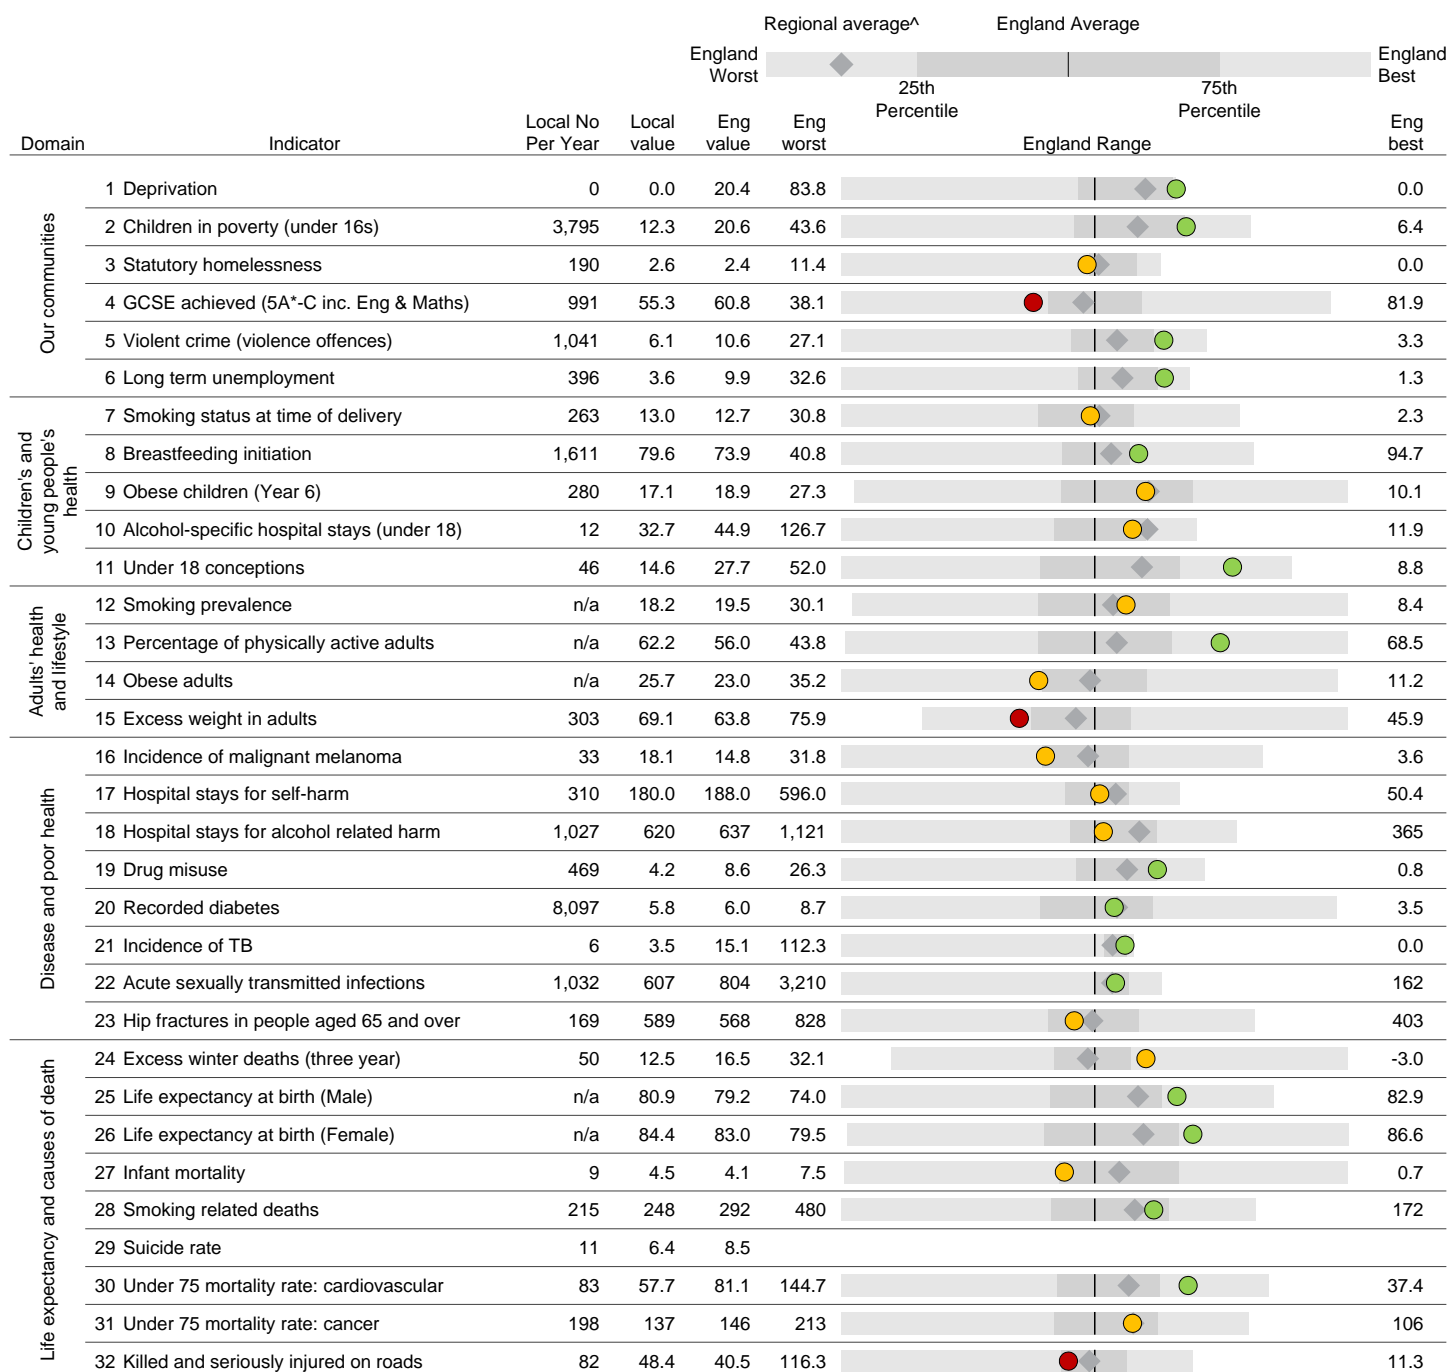 Regional average^ England Average
England Worst England Best
25th Percentile 75th Percentile
Domain Indicator Local No Per Year Local value Eng value Eng worst England Range Eng best
Our communities
1 Deprivation 0 0.0 20.4 83.8 0.0
2 Children in poverty (under 16s) 3,795 12.3 20.6 43.6 6.4
3 Statutory homelessness 190 2.6 2.4 11.4 0.0
4 GCSE achieved (5A*-C inc. Eng & Maths) 991 55.3 60.8 38.1 81.9
5 Violent crime (violence offences) 1,041 6.1 10.6 27.1 3.3
6 Long term unemployment 396 3.6 9.9 32.6 1.3
Children's and young people's health
7 Smoking status at time of delivery 263 13.0 12.7 30.8 2.3
8 Breastfeeding initiation 1,611 79.6 73.9 40.8 94.7
9 Obese children (Year 6) 280 17.1 18.9 27.3 10.1
10 Alcohol-specific hospital stays (under 18) 12 32.7 44.9 126.7 11.9
11 Under 18 conceptions 46 14.6 27.7 52.0 8.8
Adults' health and lifestyle
12 Smoking prevalence n/a 18.2 19.5 30.1 8.4
13 Percentage of physically active adults n/a 62.2 56.0 43.8 68.5
14 Obese adults n/a 25.7 23.0 35.2 11.2
15 Excess weight in adults 303 69.1 63.8 75.9 45.9
Disease and poor health
16 Incidence of malignant melanoma 33 18.1 14.8 31.8 3.6
17 Hospital stays for self-harm 310 180.0 188.0 596.0 50.4
18 Hospital stays for alcohol related harm 1,027 620 637 1,121 365
19 Drug misuse 469 4.2 8.6 26.3 0.8
20 Recorded diabetes 8,097 5.8 6.0 8.7 3.5
21 Incidence of TB 6 3.5 15.1 112.3 0.0
22 Acute sexually transmitted infections 1,032 607 804 3,210 162
23 Hip fractures in people aged 65 and over 169 589 568 828 403
Life expectancy and causes of death
24 Excess winter deaths (three year) 50 12.5 16.5 32.1 -3.0
25 Life expectancy at birth (Male) n/a 80.9 79.2 74.0 82.9
26 Life expectancy at birth (Female) n/a 84.4 83.0 79.5 86.6
27 Infant mortality 9 4.5 4.1 7.5 0.7
28 Smoking related deaths 215 248 292 480 172
29 Suicide rate 11 6.4 8.5
30 Under 75 mortality rate: cardiovascular 83 57.7 81.1 144.7 37.4
31 Under 75 mortality rate: cancer 198 137 146 213 106
32 Killed and seriously injured on roads 82 48.4 40.5 116.3 11.3